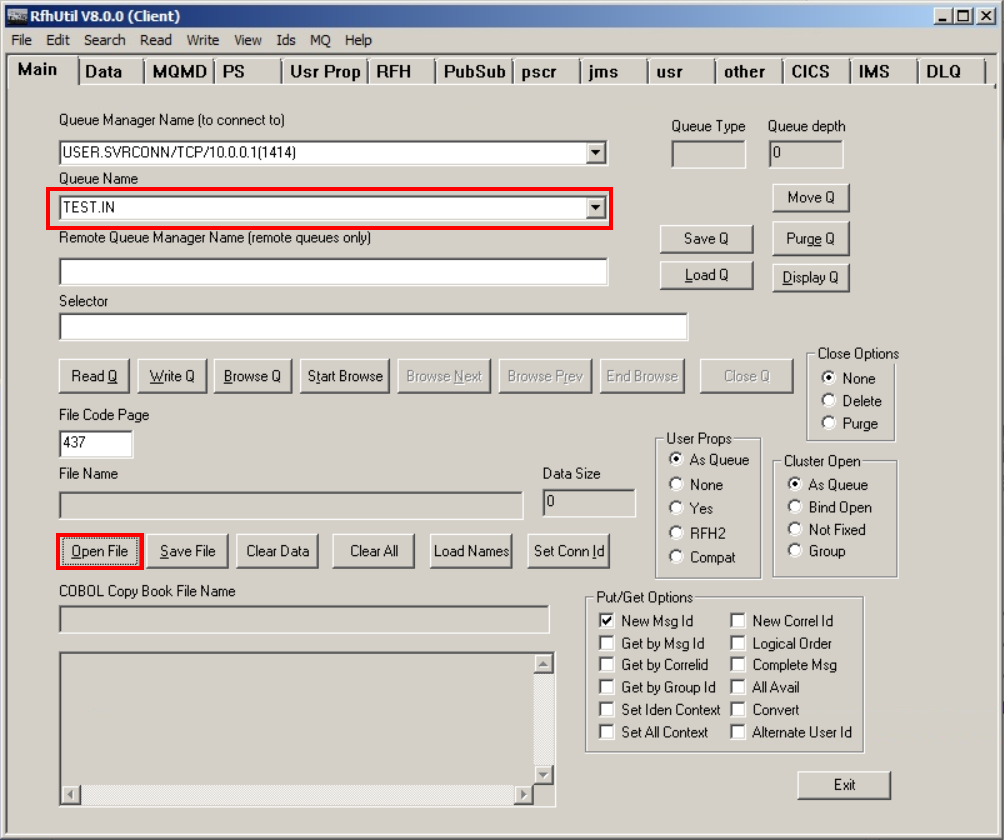 RfhUtil V8.0.0 (Client)
File Edit Search Read Write View Ids MQ Help
Main Data MQMD PS Usr Prop RFH PubSub pscr jms usr other CICS IMS DLQ
Queue Manager Name (to connect to)
USER.SVRCONN/TCP/10.0.0.1(1414)
Queue Type Queue depth
0
Queue Name
TEST.IN
Move Q
Remote Queue Manager Name (remote queues only)
Save Q Purge Q
Load Q Display Q
Selector
Read Q Write Q Browse Q Start Browse Browse Next Browse Prev End Browse Close Q
Close Options
None
Delete
Purge
File Code Page
437
File Name
Data Size
0
User Props
As Queue
None
Yes
RFH2
Compat
Cluster Open
As Queue
Bind Open
Not Fixed
Group
Open File Save File Clear Data Clear All Load Names Set Conn Id
COBOL Copy Book File Name
Put/Get Options
New Msg Id New Correl Id
Get by Msg Id Logical Order
Get by Correlid Complete Msg
Get by Group Id All Avail
Set Iden Context Convert
Set All Context Alternate User Id
Exit